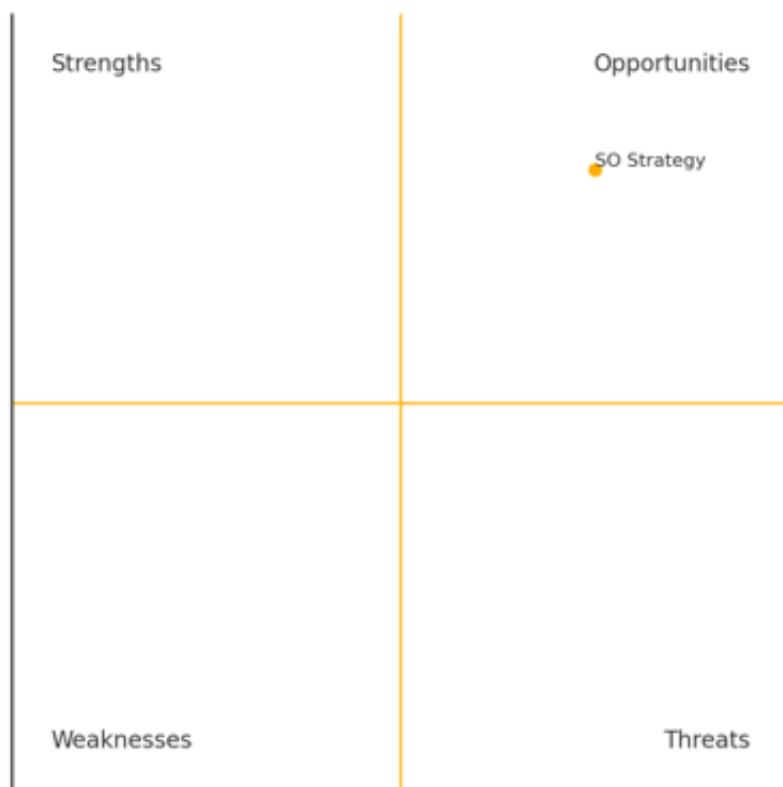 Strengths
Opportunities
SO Strategy
Weaknesses
Threats